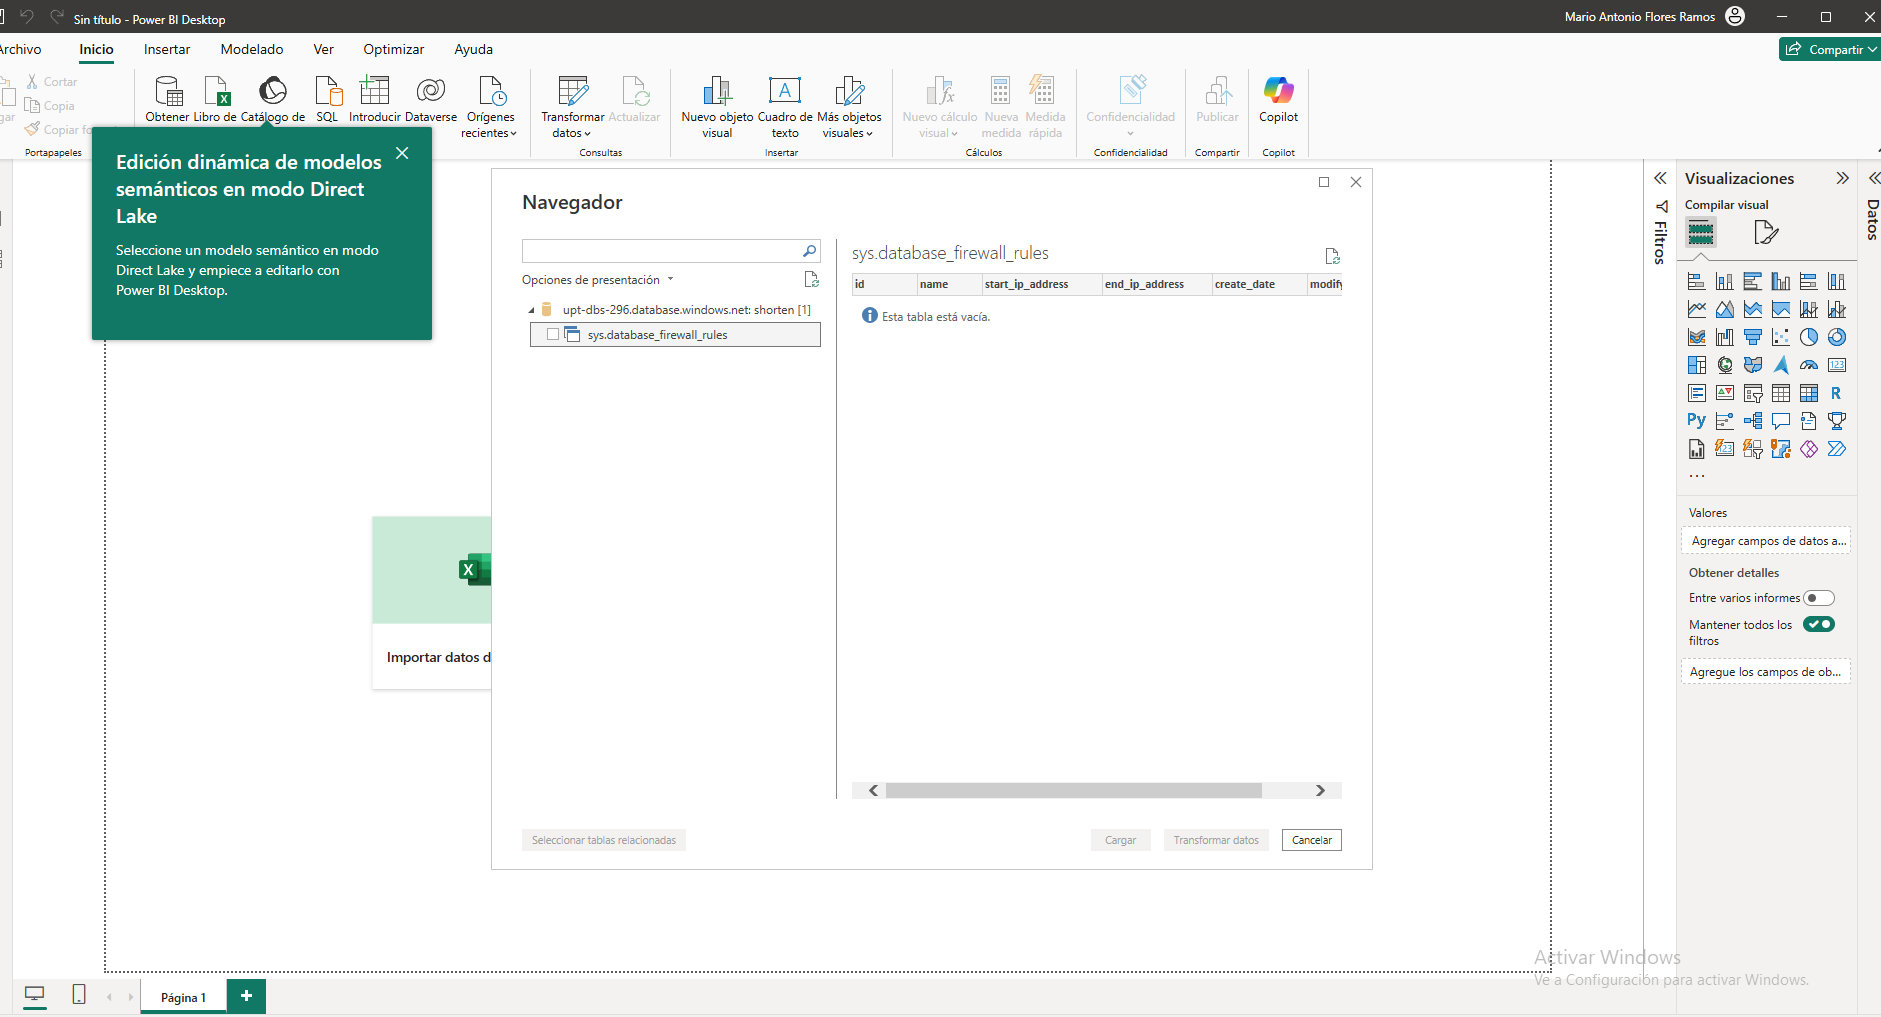 Sin título - Power BI Desktop
Mario Antonio Flores Ramos
Archivo
Inicio
Insertar
Modelado
Ver
Optimizar
Ayuda
Compartir
Cortar
Copia
Copiar fo
Portapapeles
Obtener
Libro de
Catálogo de
SQL
Introducir
Dataverse
Orígenes
recientes
Transformar
datos
Actualizar
Consultas
Nuevo objeto
visual
Cuadro de
texto
Más objetos
visuales
Insertar
Nuevo cálculo
visual
Nueva
medida
Medida
rápida
Cálculos
Confidencialidad
Confidencialidad
Publicar
Compartir
Copilot
Copilot
Edición dinámica de modelos
semánticos en modo Direct
Lake
Seleccione un modelo semántico en modo
Direct Lake y empiece a editarlo con
Power BI Desktop.
Importar datos d
Navegador
Opciones de presentación
upt-dbs-296.database.windows.net: shorten [1]
sys.database_firewall_rules
sys.database_firewall_rules
id name start_ip_address end_ip_address create_date modify
Esta tabla está vacía.
Seleccionar tablas relacionadas
Cargar
Transformar datos
Cancelar
Filtros
Visualizaciones
Compilar visual
Datos
Valores
Agregar campos de datos a...
Obtener detalles
Entre varios informes
Mantener todos los
filtros
Agregue los campos de ob...
Activar Windows
Ve a Configuración para activar Windows.
Página 1